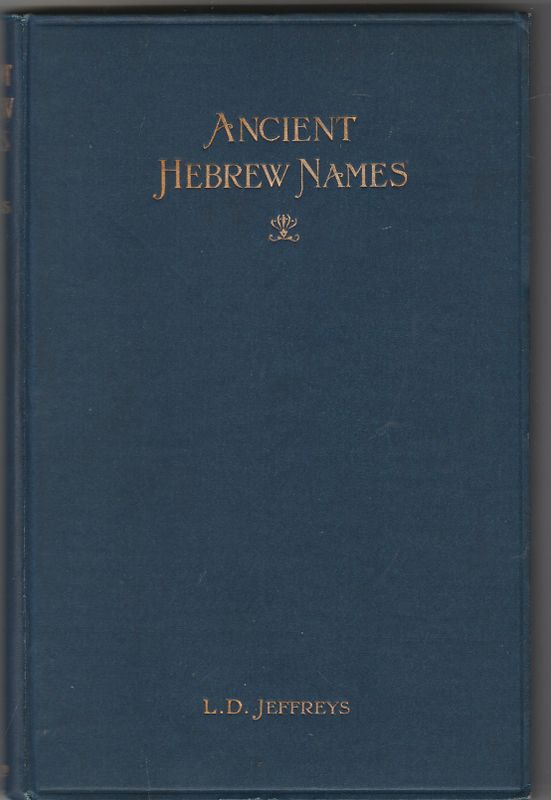 ANCIENT
HEBREW NAMES
L.D. JEFFREYS